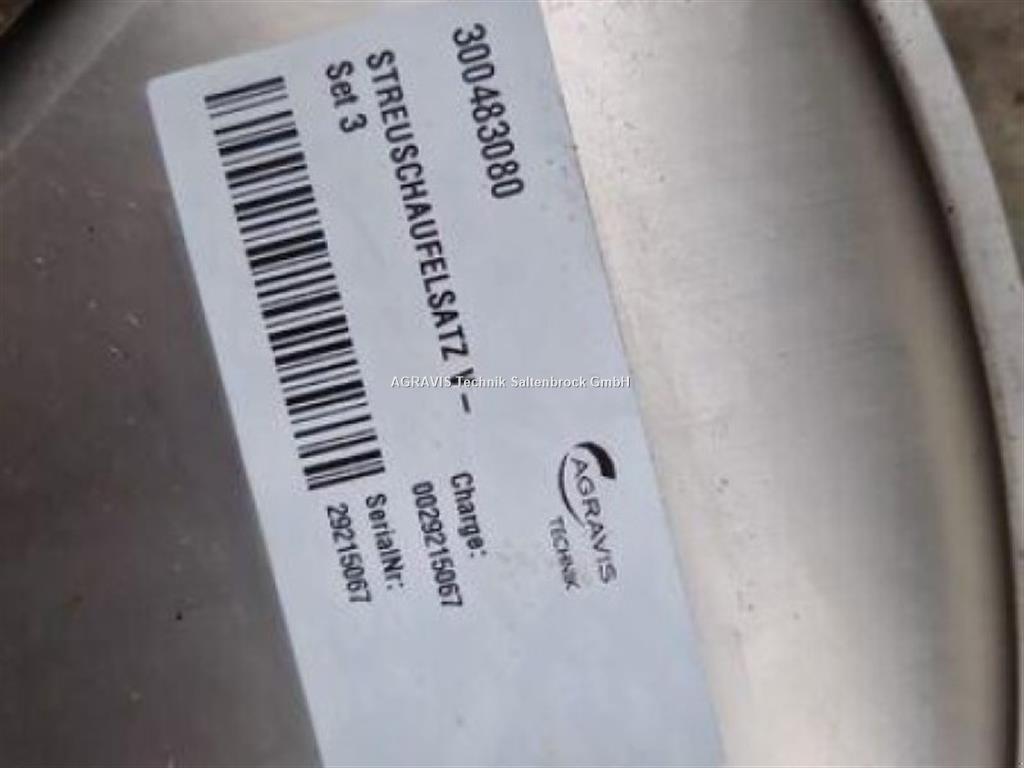 300483080
STREUSCHAUFELSATZ V -
Set 3
Charge:
0029215067
SerialNr:
29215067
AGRAVIS
TECHNIK
AGRAVIS Technik Saltenbrock GmbH